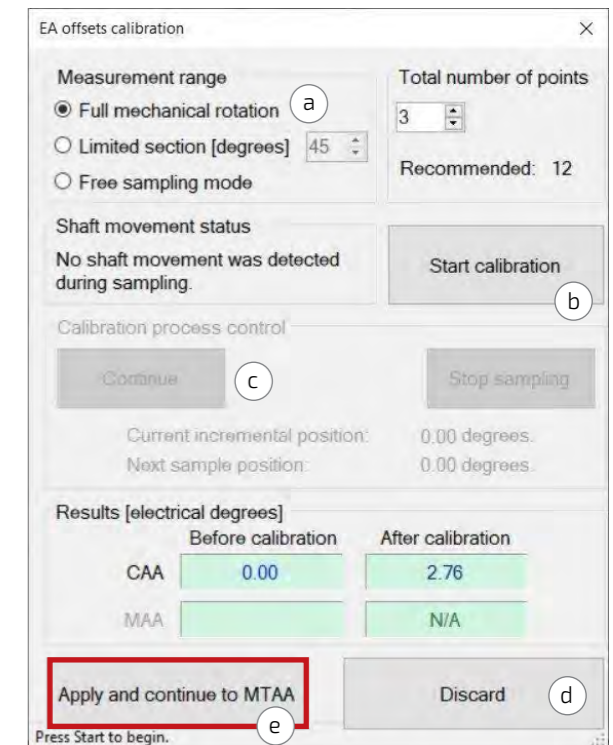 EA offsets calibration
Measurement range
Full mechanical rotation
a
Limited section [degrees] 45
Free sampling mode
Total number of points
3
Recommended: 12
Shaft movement status
No shaft movement was detected
during sampling.
Start calibration
b
Calibration process control
Continue
c
Stop sampling
Current incremental position: 0.00 degrees.
Next sample position: 0.00 degrees.
Results [electrical degrees]
Before calibration After calibration
CAA 0.00 2.76
MAA N/A
Apply and continue to MTAA
e
Discard
d
Press Start to begin.